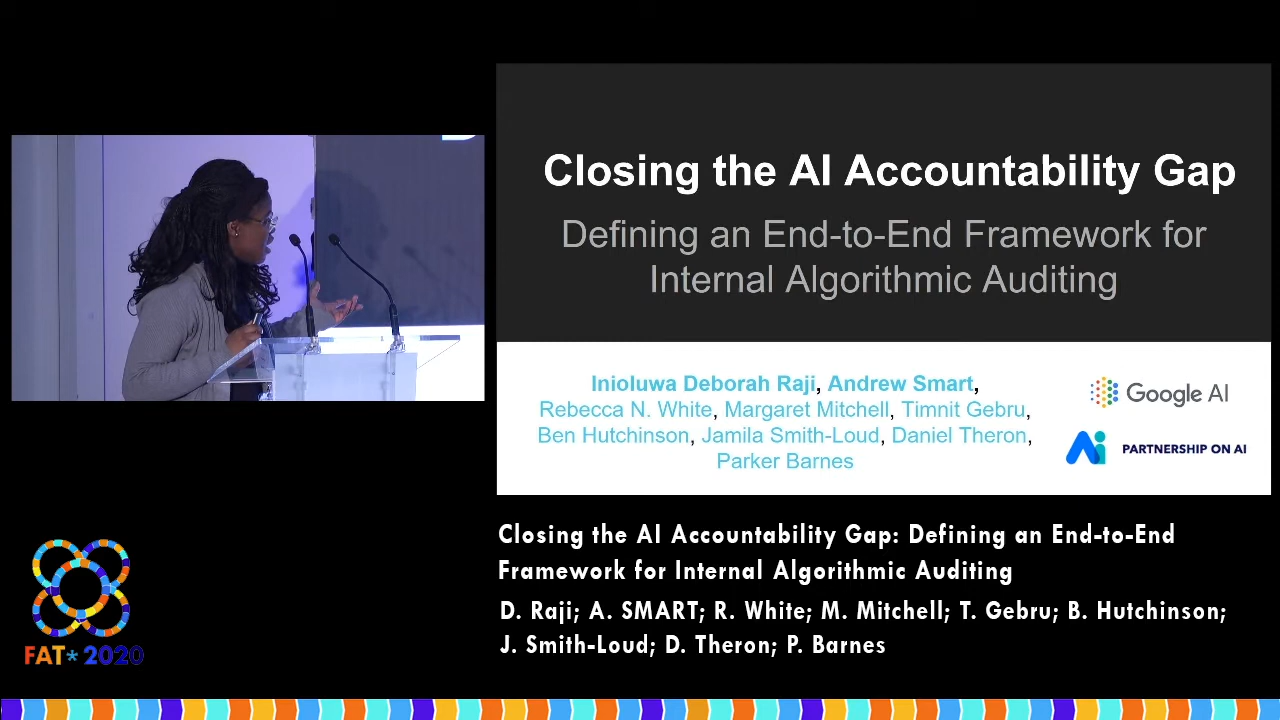 Closing the AI Accountability Gap
Defining an End-to-End Framework for
Internal Algorithmic Auditing
Inioluwa Deborah Raji, Andrew Smart,
Rebecca N. White, Margaret Mitchell, Timnit Gebru,
Ben Hutchinson, Jamila Smith-Loud, Daniel Theron,
Parker Barnes
Google AI
PARTNERSHIP ON AI
Closing the AI Accountability Gap: Defining an End-to-End
Framework for Internal Algorithmic Auditing
D. Raji; A. SMART; R. White; M. Mitchell; T. Gebru; B. Hutchinson;
J. Smith-Loud; D. Theron; P. Barnes
FAT* 2020